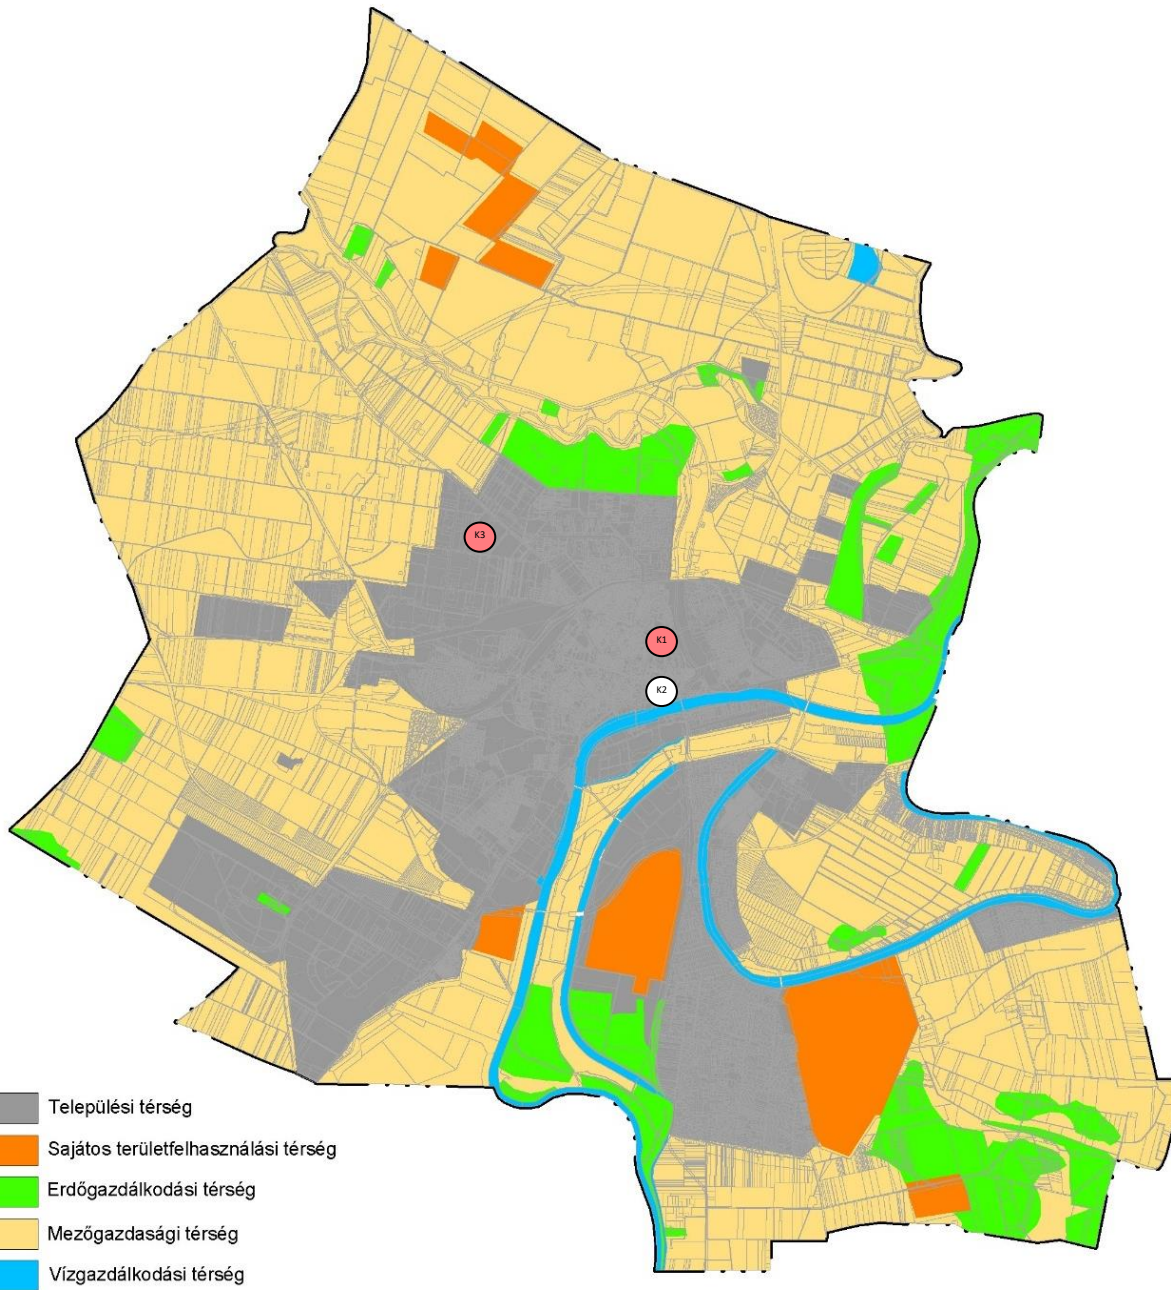 K3
K1
K2
Települési térség
Sajátos területfelhasználási térség
Erdőgazdálkodási térség
Mezőgazdasági térség
Vízgazdálkodási térség